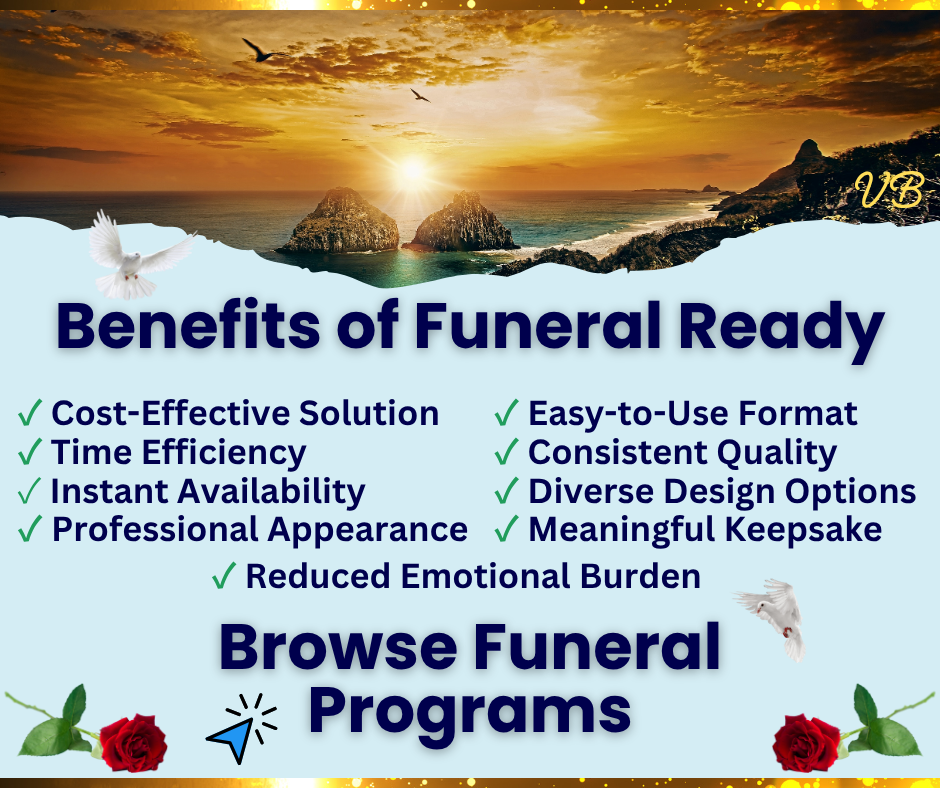 VB
Benefits of Funeral Ready
✓ Cost-Effective Solution
✓ Time Efficiency
✓ Instant Availability
✓ Professional Appearance
✓ Easy-to-Use Format
✓ Consistent Quality
✓ Diverse Design Options
✓ Meaningful Keepsake
✓ Reduced Emotional Burden
Browse Funeral
Programs